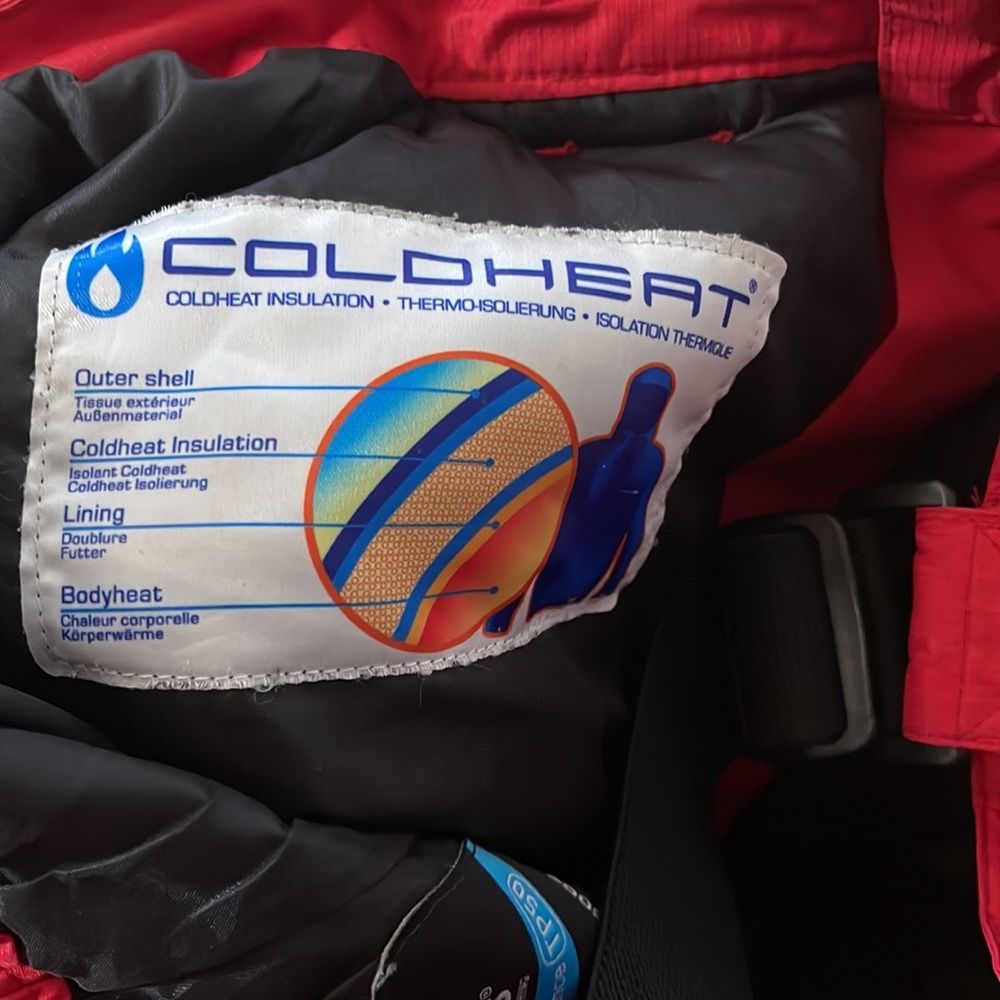 COLDHEAT®
COLDHEAT INSULATION • THERMO-ISOLIERUNG • ISOLATION THERMIQUE
Outer shell
Tissue extérieur
Außenmaterial
Coldheat Insulation
Isolant Coldheat
Coldheat Isolierung
Lining
Doublure
Futter
Bodyheat
Chaleur corporelle
Körperwärme
TP50